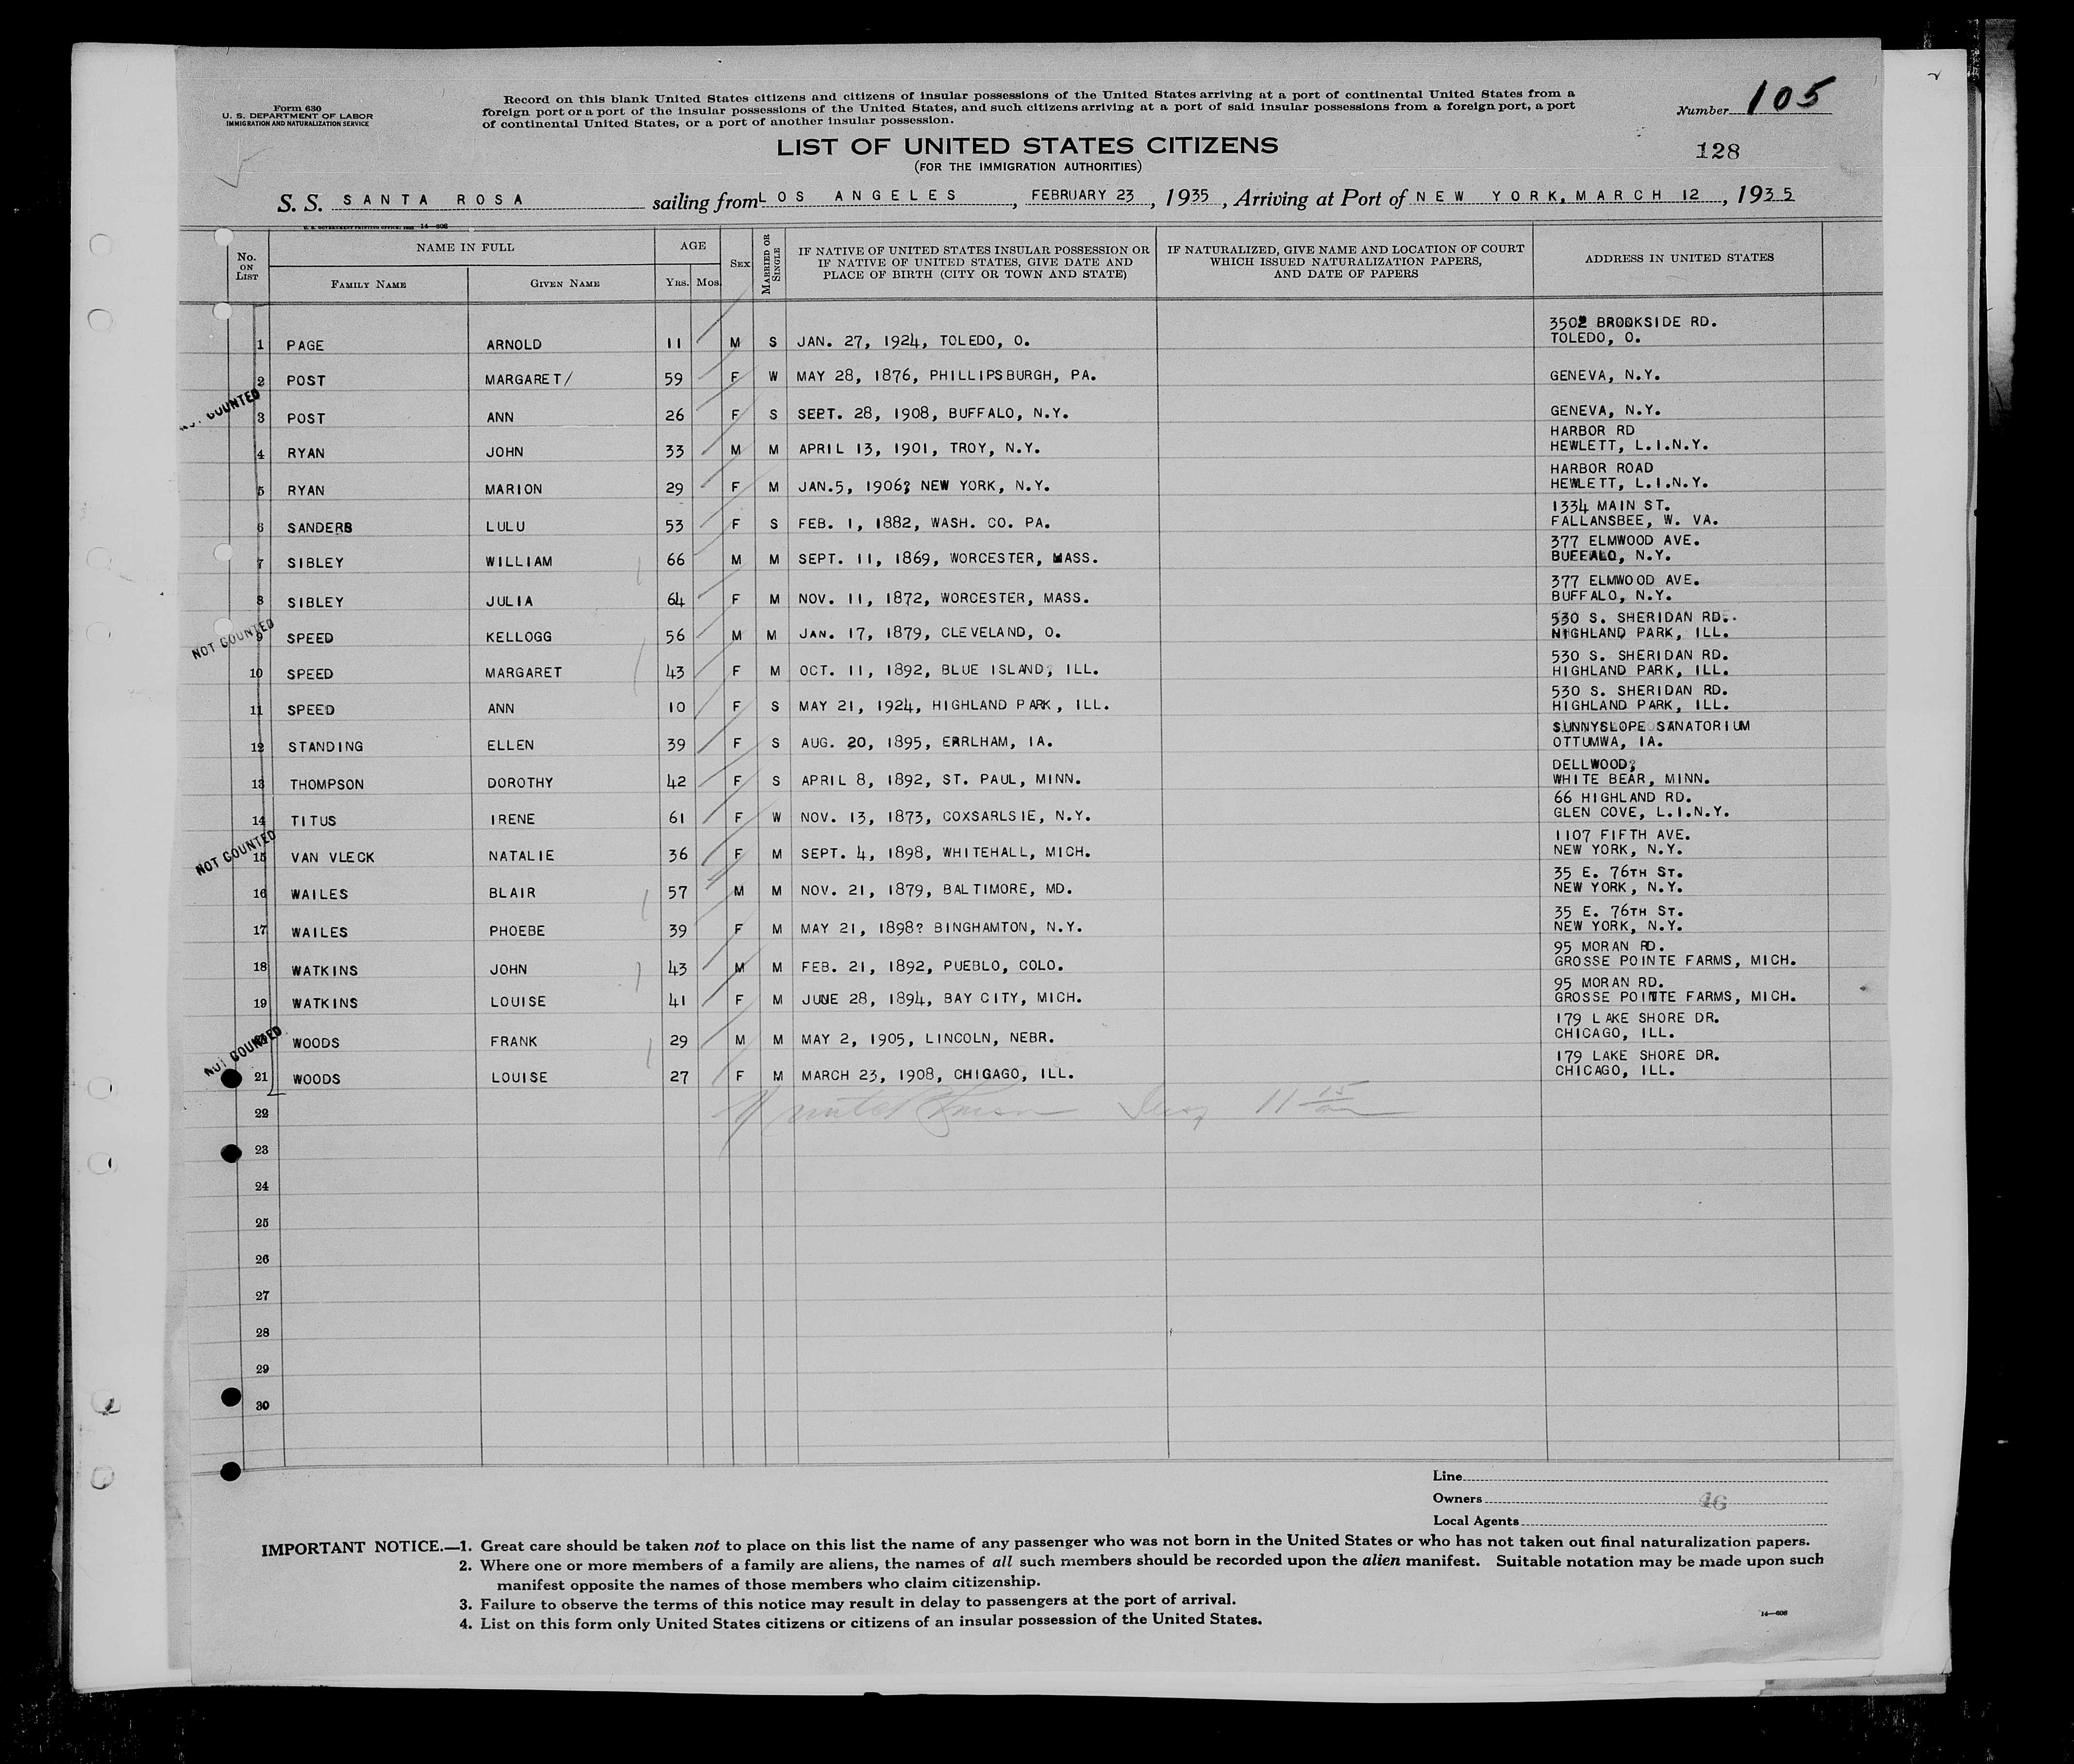 Form 630
U. S. DEPARTMENT OF LABOR
IMMIGRATION AND NATURALIZATION SERVICE
Record on this blank United States citizens and citizens of insular possessions of the United States arriving at a port of continental United States from a
foreign port or a port of the insular possessions of the United States, and such citizens arriving at a port of said insular possessions from a foreign port, a port
of continental United States, or a port of another insular possession.
Number 105
128
LIST OF UNITED STATES CITIZENS
(FOR THE IMMIGRATION AUTHORITIES)
S. S. SANTA ROSA sailing from LOS ANGELES, FEBRUARY 23, 1935, Arriving at Port of NEW YORK, MARCH 12, 1935
No. ON LIST NAME IN FULL FAMILY NAME GIVEN NAME AGE YRS. MOS. SEX MARRIED OR SINGLE IF NATIVE OF UNITED STATES INSULAR POSSESSION OR IF NATIVE OF UNITED STATES, GIVE DATE AND PLACE OF BIRTH (CITY OR TOWN AND STATE) IF NATURALIZED, GIVE NAME AND LOCATION OF COURT WHICH ISSUED NATURALIZATION PAPERS, AND DATE OF PAPERS ADDRESS IN UNITED STATES
1 PAGE ARNOLD 11 M S JAN. 27, 1924, TOLEDO, O. 3502 BROOKSIDE RD. TOLEDO, O.
2 POST MARGARET/ 59 F W MAY 28, 1876, PHILLIPSBURGH, PA. GENEVA, N.Y.
NOT COUNTED
3 POST ANN 26 F S SEPT. 28, 1908, BUFFALO, N.Y. GENEVA, N.Y.
4 RYAN JOHN 33 M M APRIL 13, 1901, TROY, N.Y. HARBOR RD HEWLETT, L.I.N.Y.
5 RYAN MARION 29 F M JAN.5, 1906? NEW YORK, N.Y. HARBOR ROAD HEWLETT, L.I.N.Y.
6 SANDERS LULU 53 F S FEB. 1, 1882, WASH. CO. PA. 1334 MAIN ST. FALLANSBEE, W. VA.
7 SIBLEY WILLIAM 66 M M SEPT. 11, 1869, WORCESTER, MASS. 377 ELMWOOD AVE. BUFFALO, N.Y.
8 SIBLEY JULIA 64 F M NOV. 11, 1872, WORCESTER, MASS. 377 ELMWOOD AVE. BUFFALO, N.Y.
NOT COUNTED
9 SPEED KELLOGG 56 M M JAN. 17, 1879, CLEVELAND, O. 530 S. SHERIDAN RD. HIGHLAND PARK, ILL.
10 SPEED MARGARET 43 F M OCT. 11, 1892, BLUE ISLAND, ILL. 530 S. SHERIDAN RD. HIGHLAND PARK, ILL.
11 SPEED ANN 10 F S MAY 21, 1924, HIGHLAND PARK, ILL. 530 S. SHERIDAN RD. HIGHLAND PARK, ILL.
12 STANDING ELLEN 39 F S AUG. 20, 1895, EARLHAM, IA. SUNNYSLOPE SANATORIUM OTTUMWA, IA.
13 THOMPSON DOROTHY 42 F S APRIL 8, 1892, ST. PAUL, MINN. DELLWOOD, WHITE BEAR, MINN.
14 TITUS IRENE 61 F W NOV. 13, 1873, COXSARLSIE, N.Y. 66 HIGHLAND RD. GLEN COVE, L.I.N.Y.
NOT COUNTED
15 VAN VLECK NATALIE 36 F M SEPT. 4, 1898, WHITEHALL, MICH. 1107 FIFTH AVE. NEW YORK, N.Y.
16 WAILES BLAIR 57 M M NOV. 21, 1879, BALTIMORE, MD. 35 E. 76TH ST. NEW YORK, N.Y.
17 WAILES PHOEBE 39 F M MAY 21, 1898? BINGHAMTON, N.Y. 35 E. 76TH ST. NEW YORK, N.Y.
18 WATKINS JOHN 43 M M FEB. 21, 1892, PUEBLO, COLO. 95 MORAN RD. GROSSE POINTE FARMS, MICH.
19 WATKINS LOUISE 41 F M JUNE 28, 1894, BAY CITY, MICH. 95 MORAN RD. GROSSE POINTE FARMS, MICH.
NOT COUNTED
WOODS FRANK 29 M M MAY 2, 1905, LINCOLN, NEBR. 179 LAKE SHORE DR. CHICAGO, ILL.
21 WOODS LOUISE 27 F M MARCH 23, 1908, CHICAGO, ILL. 179 LAKE SHORE DR. CHICAGO, ILL.
22
23
24
25
26
27
28
29
30
Line
Owners 46
Local Agents
IMPORTANT NOTICE.—1. Great care should be taken not to place on this list the name of any passenger who was not born in the United States or who has not taken out final naturalization papers.
2. Where one or more members of a family are aliens, the names of all such members should be recorded upon the alien manifest. Suitable notation may be made upon such
manifest opposite the names of those members who claim citizenship.
3. Failure to observe the terms of this notice may result in delay to passengers at the port of arrival.
4. List on this form only United States citizens or citizens of an insular possession of the United States.
14—606